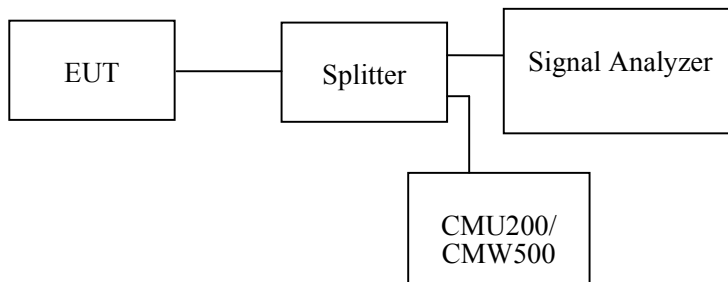 EUT
Splitter
Signal Analyzer
CMU200/
CMW500